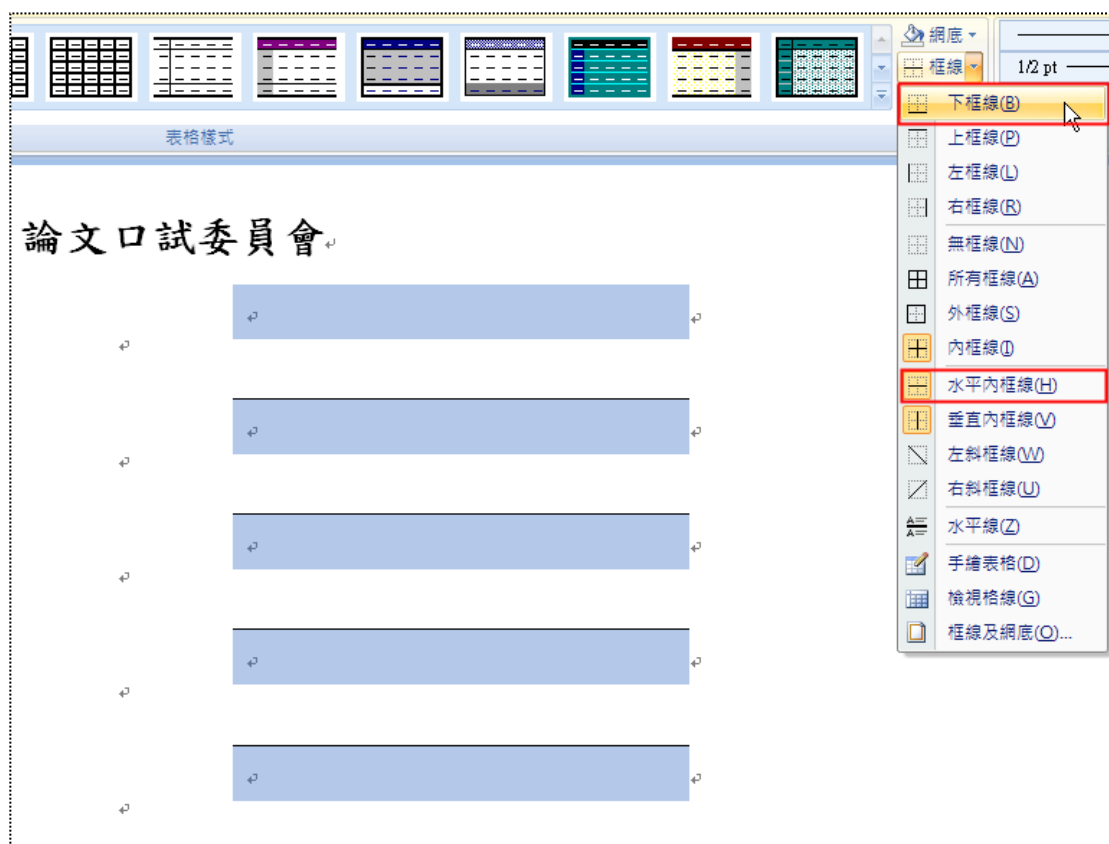 網底
框線
1/2 pt
下框線(B)
表格樣式
上框線(P)
左框線(L)
右框線(R)
論文口試委員會
無框線(N)
所有框線(A)
外框線(S)
內框線(I)
水平內框線(H)
垂直內框線(V)
左斜框線(W)
右斜框線(U)
水平線(Z)
手繪表格(D)
檢視格線(G)
框線及網底(O)...